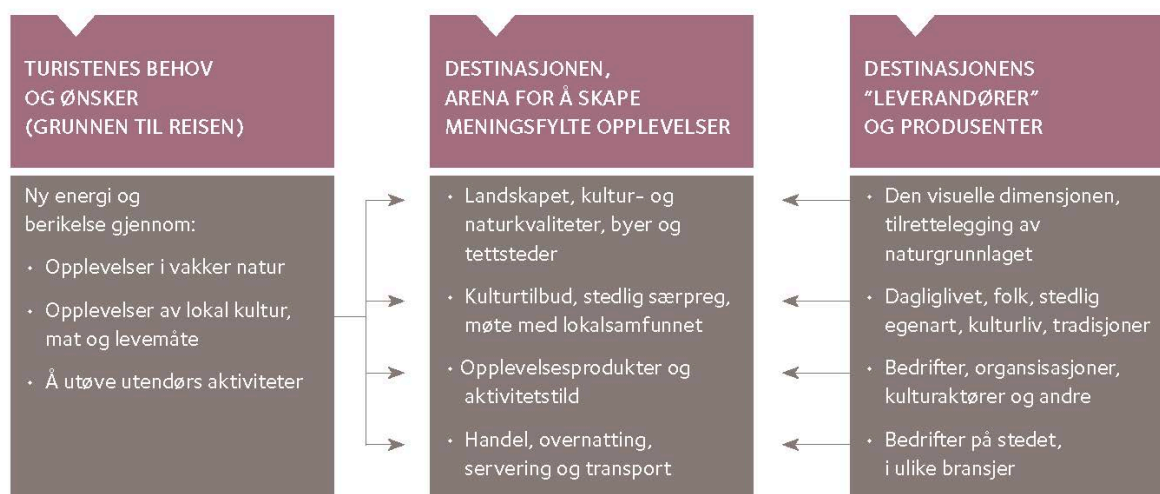 TURISTENES BEHOV
OG ØNSKER
(GRUNNEN TIL REISEN)
Ny energi og
berikelse gjennom:
• Opplevelser i vakker natur
• Opplevelser av lokal kultur,
mat og levemåte
• Å utøve utendørs aktiviteter
DESTINASJONEN,
ARENA FOR Å SKAPE
MENINGSFYLTE OPPLEVELSER
• Landskapet, kultur- og
naturkvaliteter, byer og
tettsteder
• Kulturtilbud, stedlig særpreg,
møte med lokalsamfunnet
• Opplevelsesprodukter og
aktivitetstild
• Handel, overnatting,
servering og transport
DESTINASJONENS
"LEVERANDØRER"
OG PRODUSENTER
• Den visuelle dimensjonen,
tilrettelegging av
naturgrunnlaget
• Dagliglivet, folk, stedlig
egenart, kulturliv, tradisjoner
• Bedrifter, organsisasjoner,
kulturaktører og andre
• Bedrifter på stedet,
i ulike bransjer